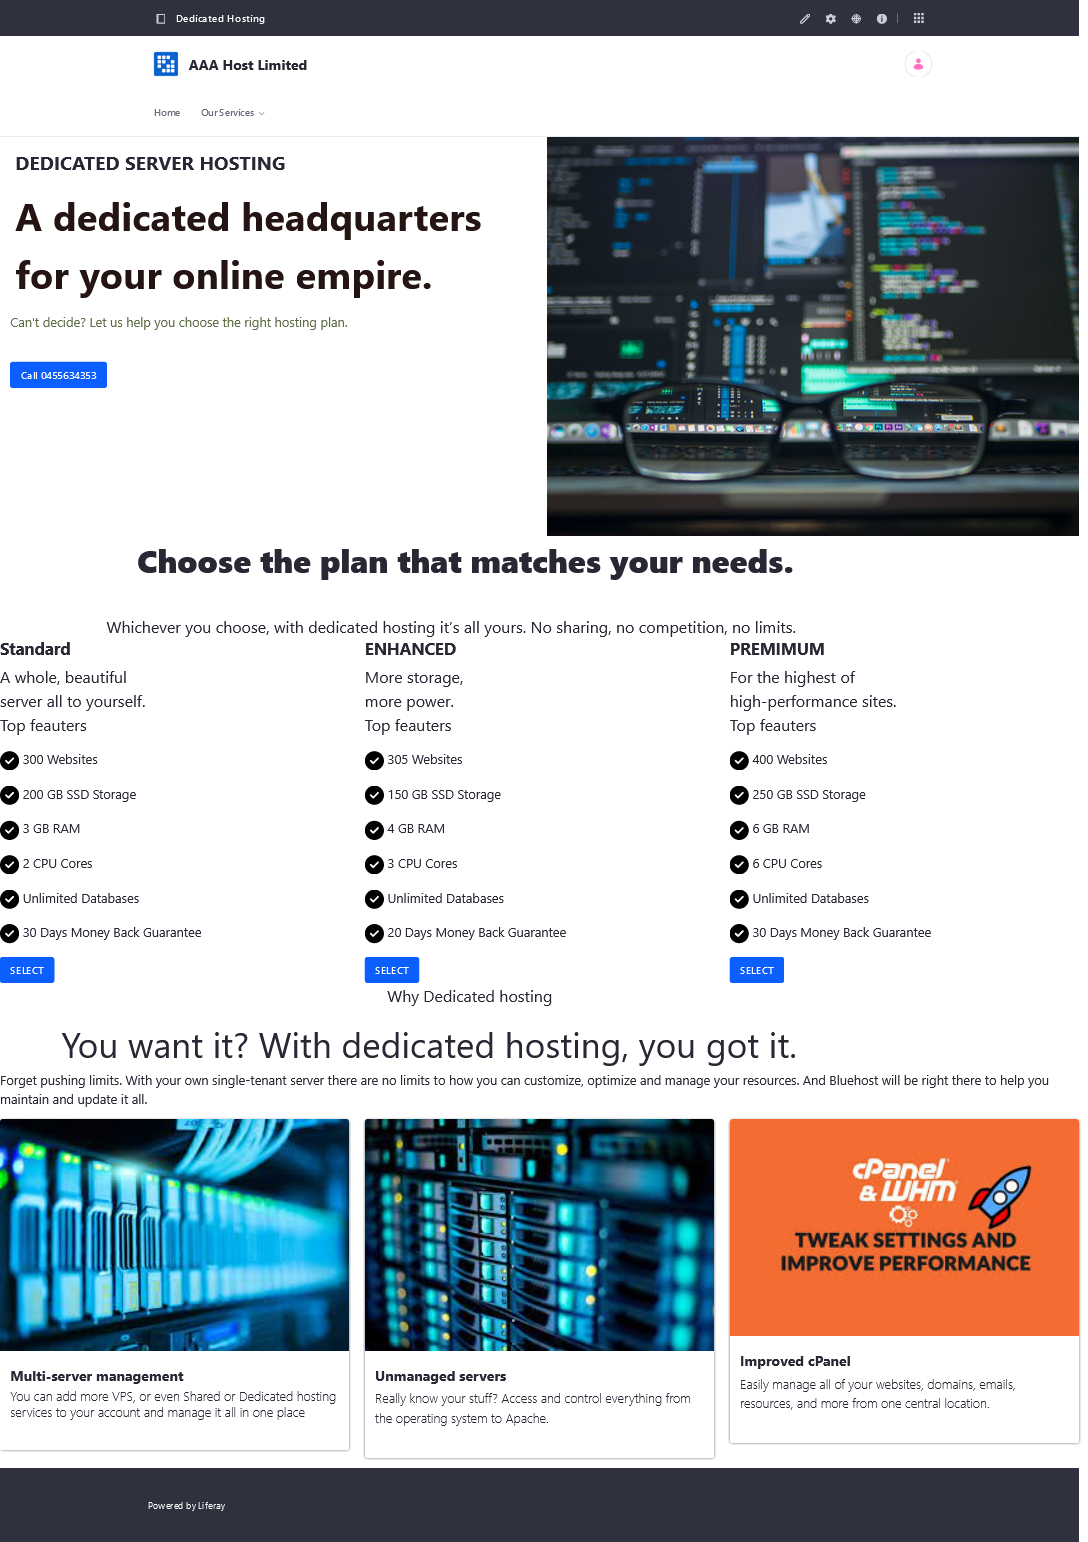 Dedicated Hosting
AAA Host Limited
Home
Our Services
DEDICATED SERVER HOSTING
A dedicated headquarters
for your online empire.
Can't decide? Let us help you choose the right hosting plan.
Call 0455634353
Choose the plan that matches your needs.
Whichever you choose, with dedicated hosting it’s all yours. No sharing, no competition, no limits.
Standard
A whole, beautiful
server all to yourself.
Top feauters
300 Websites
200 GB SSD Storage
3 GB RAM
2 CPU Cores
Unlimited Databases
30 Days Money Back Guarantee
SELECT
ENHANCED
More storage,
more power.
Top feauters
305 Websites
150 GB SSD Storage
4 GB RAM
3 CPU Cores
Unlimited Databases
20 Days Money Back Guarantee
SELECT
PREMIMUM
For the highest of
high-performance sites.
Top feauters
400 Websites
250 GB SSD Storage
6 GB RAM
6 CPU Cores
Unlimited Databases
30 Days Money Back Guarantee
SELECT
Why Dedicated hosting
You want it? With dedicated hosting, you got it.
Forget pushing limits. With your own single-tenant server there are no limits to how you can customize, optimize and manage your resources. And Bluehost will be right there to help you
maintain and update it all.
Multi-server management
You can add more VPS, or even Shared or Dedicated hosting
services to your account and manage it all in one place
Unmanaged servers
Really know your stuff? Access and control everything from
the operating system to Apache.
cPanel
& WHM
TWEAK SETTINGS AND
IMPROVE PERFORMANCE
Improved cPanel
Easily manage all of your websites, domains, emails,
resources, and more from one central location.
Powered by Liferay